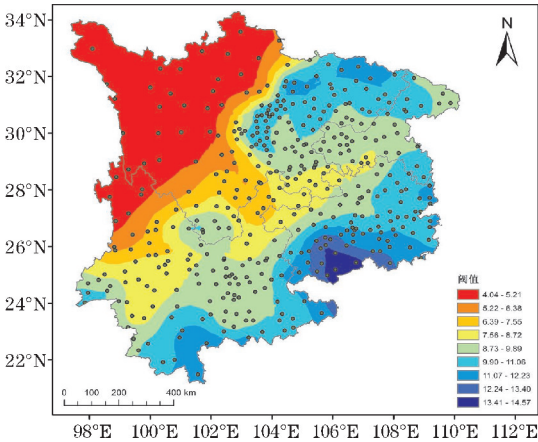 34°N
32°N
30°N
28°N
26°N
24°N
22°N
N
阈值
4.04 - 5.21
5.22 - 6.38
6.39 - 7.55
7.56 - 8.72
8.73 - 9.89
9.90 - 11.06
11.07 - 12.23
12.24 - 13.40
13.41 - 14.57
0 100 200 400 km
98°E 100°E 102°E 104°E 106°E 108°E 110°E 112°E